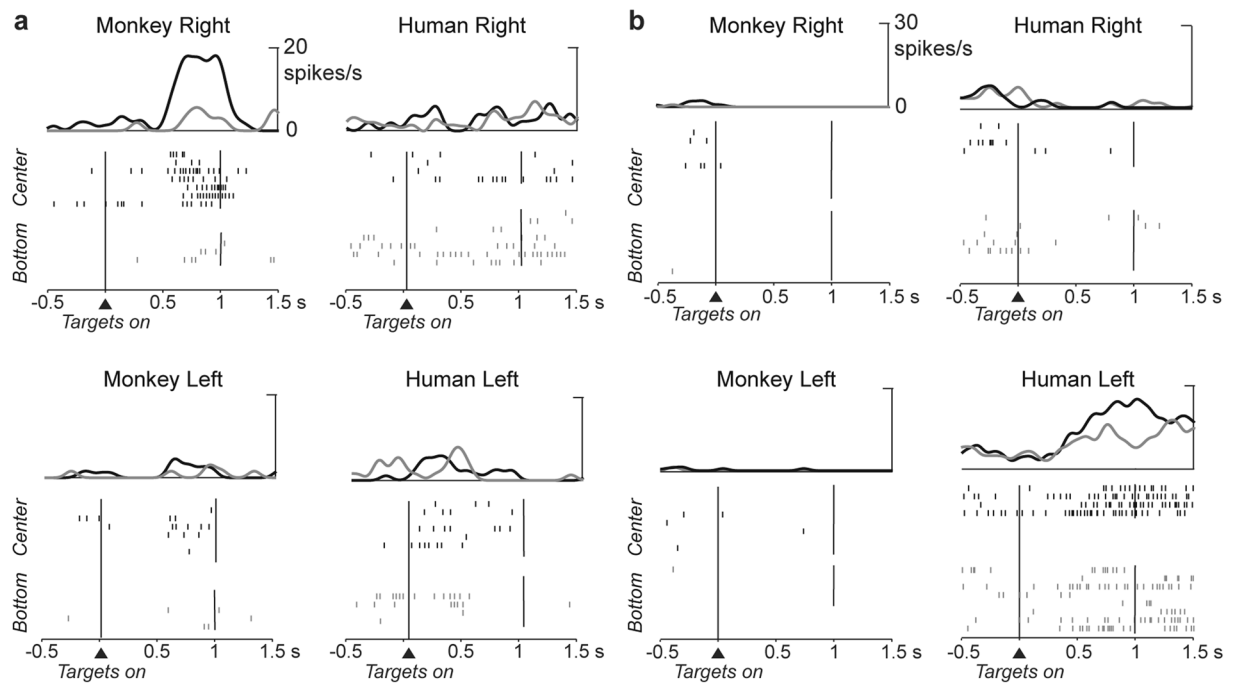 a
Monkey Right
Human Right
20
spikes/s
0
Center
Bottom
-0.5 0.5 1 1.5 s
Targets on
-0.5 0.5 1 1.5 s
Targets on
Monkey Left
Human Left
Center
Bottom
-0.5 0.5 1 1.5 s
Targets on
-0.5 0.5 1 1.5 s
Targets on
b
Monkey Right
Human Right
30
spikes/s
0
Center
Bottom
-0.5 0.5 1 1.5 s
Targets on
-0.5 0.5 1 1.5 s
Targets on
Monkey Left
Human Left
Center
Bottom
-0.5 0.5 1 1.5 s
Targets on
-0.5 0.5 1 1.5 s
Targets on